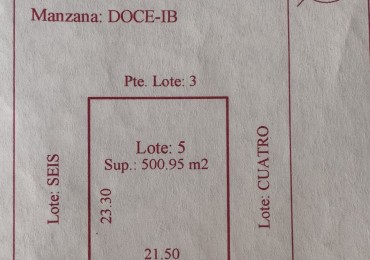 Manzana: DOCE-IB
Pte. Lote: 3
Lote: 5
Sup.: 500.95 m2
Lote: SEIS
23.30
Lote: CUATRO
21.50